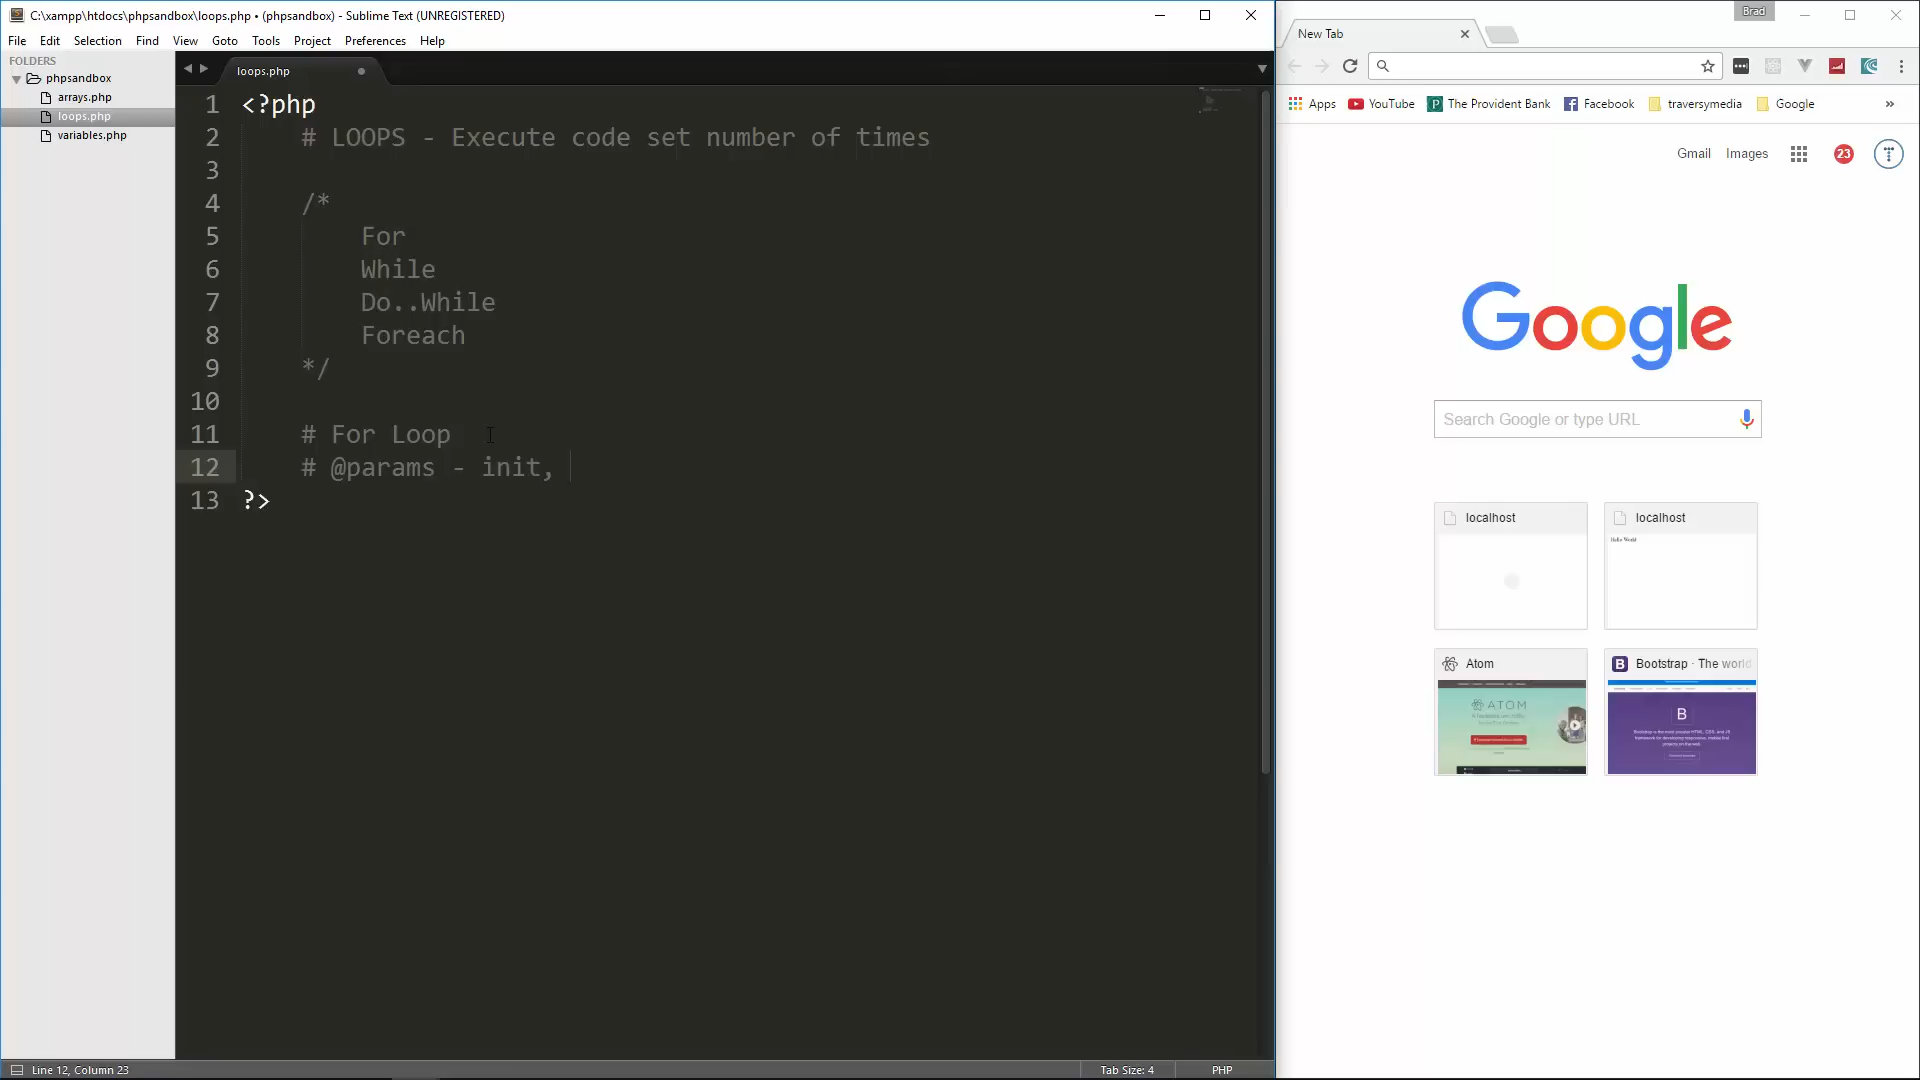 C:\xampp\htdocs\phpsandbox\loops.php • (phpsandbox) - Sublime Text (UNREGISTERED)
File Edit Selection Find View Goto Tools Project Preferences Help
FOLDERS
phpsandbox
arrays.php
loops.php
variables.php
loops.php
1 <?php
2 # LOOPS - Execute code set number of times
3
4 /*
5 For
6 While
7 Do..While
8 Foreach
9 */
10
11 # For Loop
12 # @params - init,
13 ?>
Line 12, Column 23
Tab Size: 4
PHP
Brad
New Tab
Apps YouTube The Provident Bank Facebook traversymedia Google »
Gmail Images 23
Google
Search Google or type URL
localhost
localhost
Hello World
Atom
ATOM
Bootstrap · The world
B